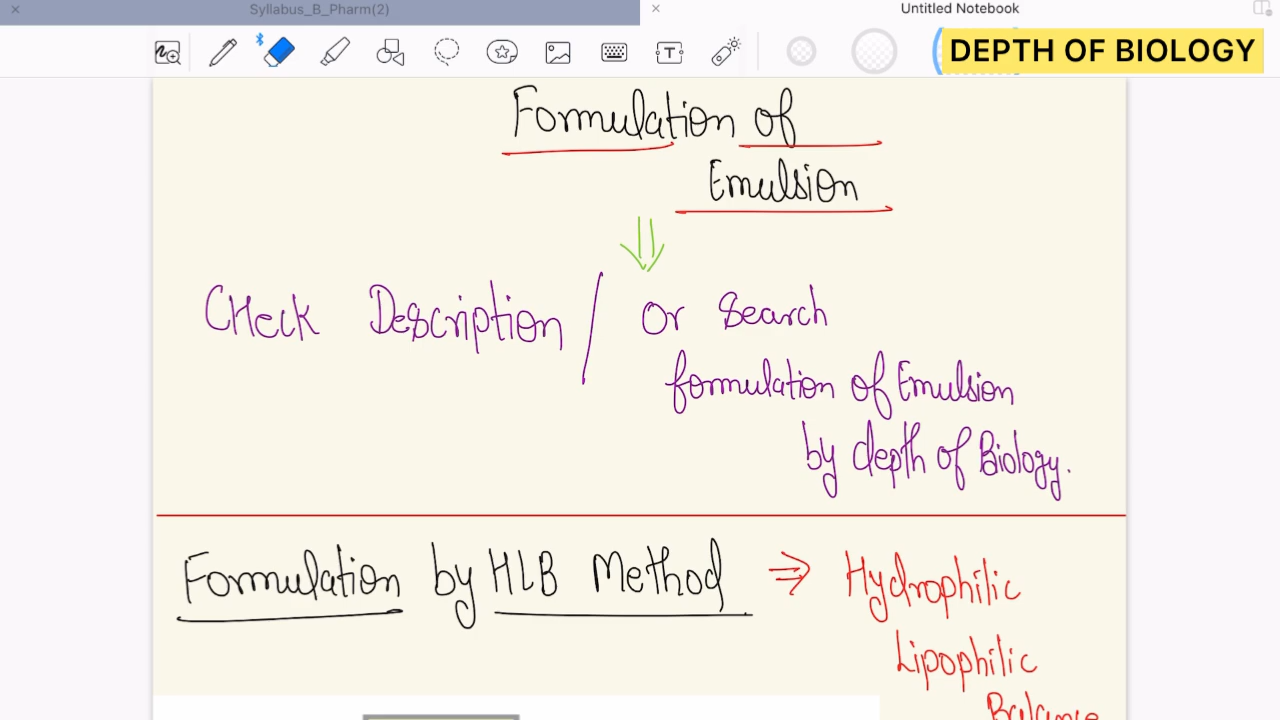 Syllabus_B_Pharm(2)
Untitled Notebook
DEPTH OF BIOLOGY
Formulation of
Emulsion
CHeck Description / Or Search
formulation of Emulsion
by depth of Biology.
Formulation by HLB Method ⇒ Hydrophilic
Lipophilic
Balance